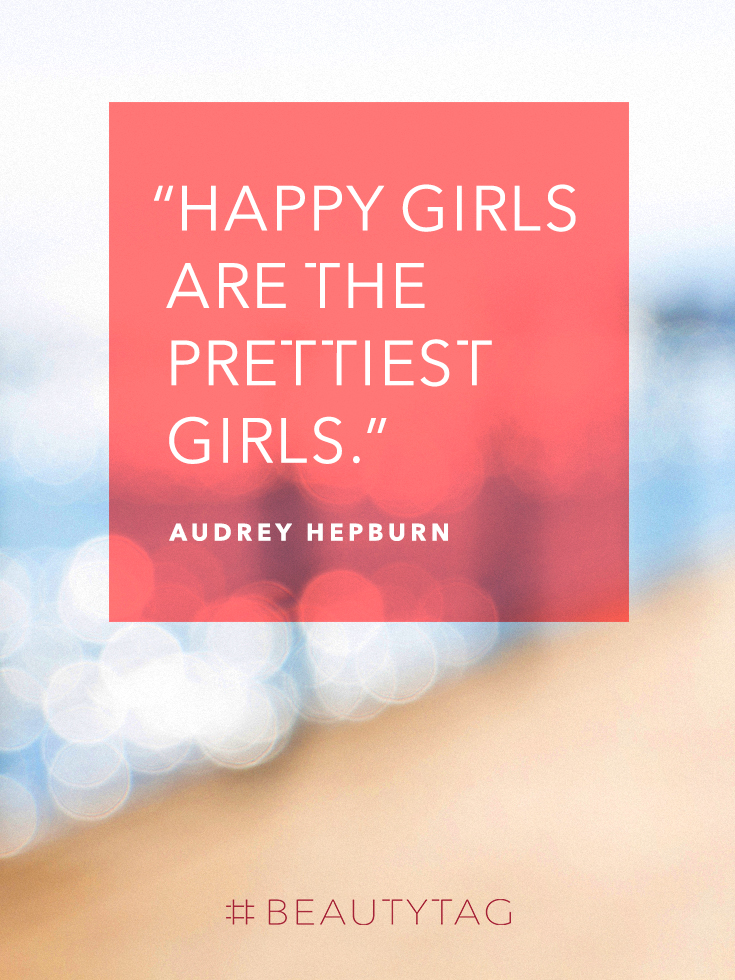 “HAPPY GIRLS
ARE THE
PRETTIEST
GIRLS.”
AUDREY HEPBURN
#BEAUTYTAG